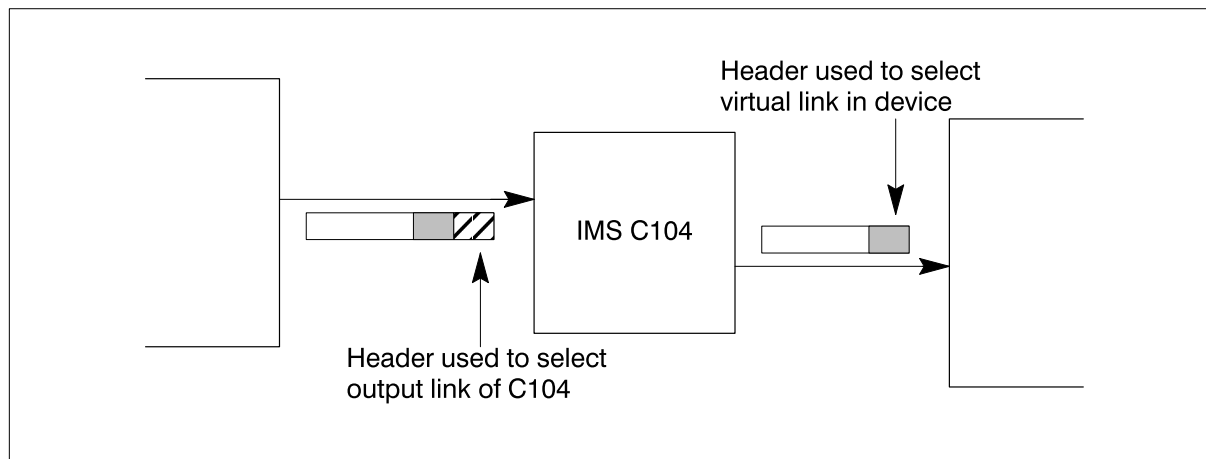 Header used to select
virtual link in device
IMS C104
Header used to select
output link of C104